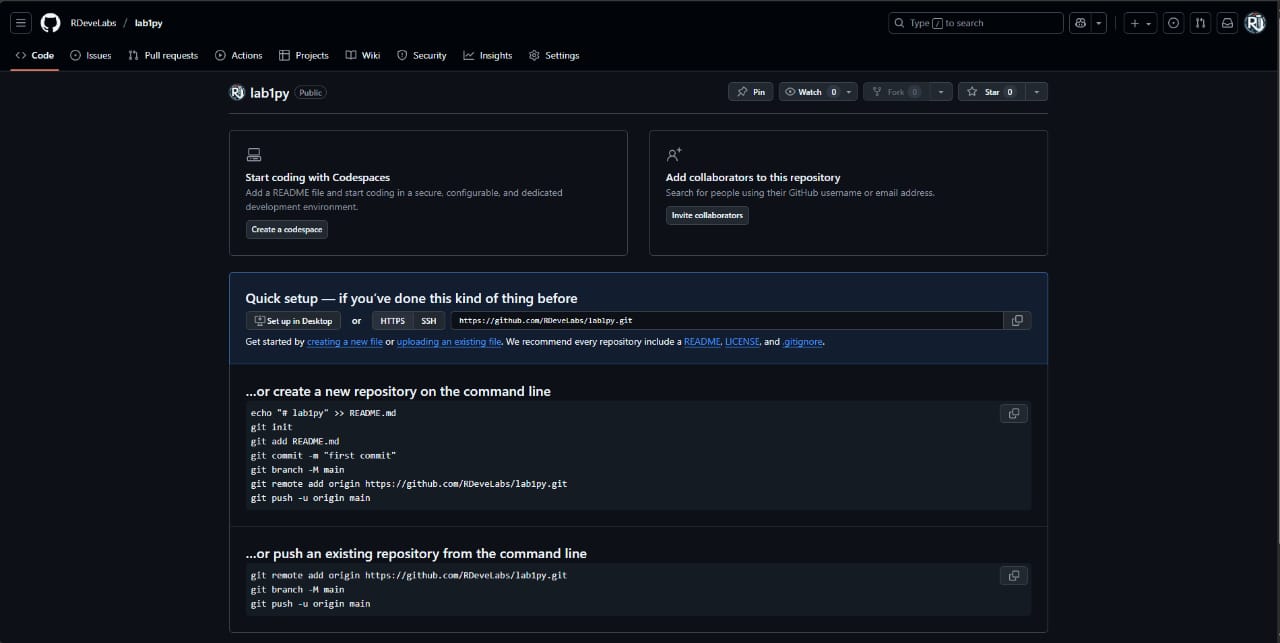 RDeveLabs / lab1py
Type / to search
Code Issues Pull requests Actions Projects Wiki Security Insights Settings
lab1py Public
Pin Watch 0 Fork 0 Star 0
Start coding with Codespaces
Add a README file and start coding in a secure, configurable, and dedicated
development environment.
Create a codespace
Add collaborators to this repository
Search for people using their GitHub username or email address.
Invite collaborators
Quick setup — if you've done this kind of thing before
Set up in Desktop or HTTPS SSH https://github.com/RDeveLabs/lab1py.git
Get started by creating a new file or uploading an existing file. We recommend every repository include a README, LICENSE, and .gitignore.
...or create a new repository on the command line
echo "# lab1py" >> README.md
git init
git add README.md
git commit -m "first commit"
git branch -M main
git remote add origin https://github.com/RDeveLabs/lab1py.git
git push -u origin main
...or push an existing repository from the command line
git remote add origin https://github.com/RDeveLabs/lab1py.git
git branch -M main
git push -u origin main